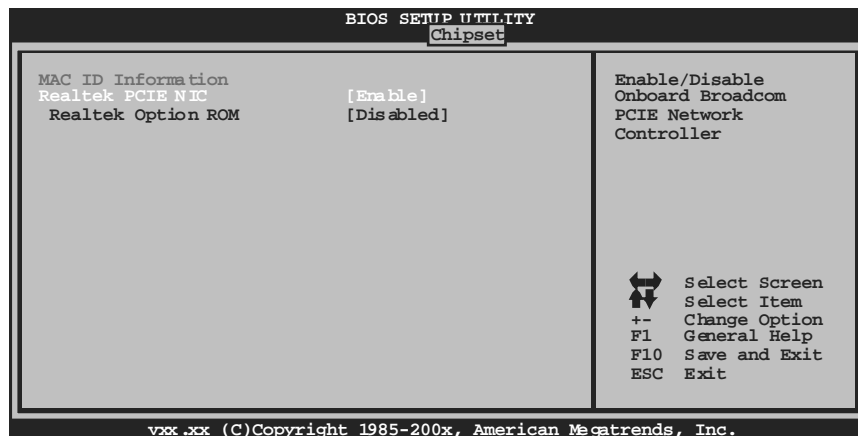 BIOS SETUP UTILITY
Chipset
MAC ID Information
Realtek PCIE NIC [Enable]
Realtek Option ROM [Disabled]
Enable/Disable
Onboard Broadcom
PCIE Network
Controller
Select Screen
Select Item
+- Change Option
F1 General Help
F10 Save and Exit
ESC Exit
vxx.xx (C)Copyright 1985-200x, American Megatrends, Inc.